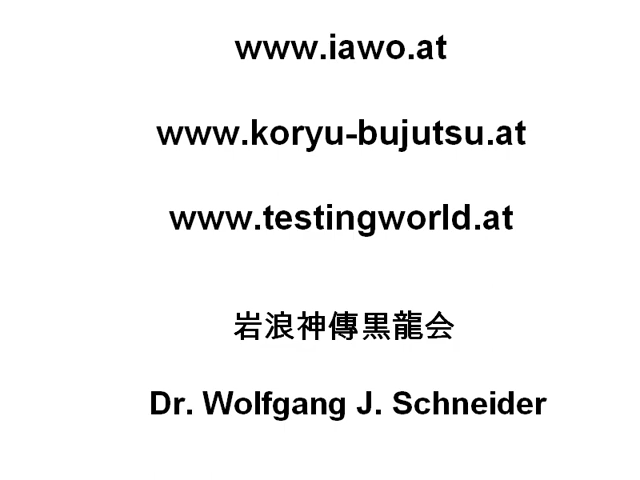 www.iawo.at
www.koryu-bujutsu.at
www.testingworld.at
岩浪神傳黒龍会
Dr. Wolfgang J. Schneider